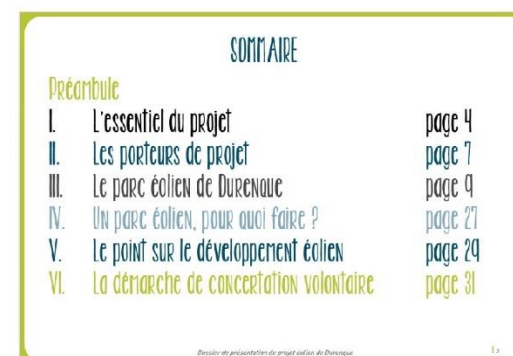 SOMMAIRE
Préambule
I. L'essentiel du projet page 4
II. Les porteurs de projet page 7
III. Le parc éolien de Durenque page 9
IV. Un parc éolien, pour quoi faire ? page 27
V. Le point sur le développement éolien page 29
VI. La démarche de concertation volontaire page 31
Dossier de présentation de projet éolien de Durenque